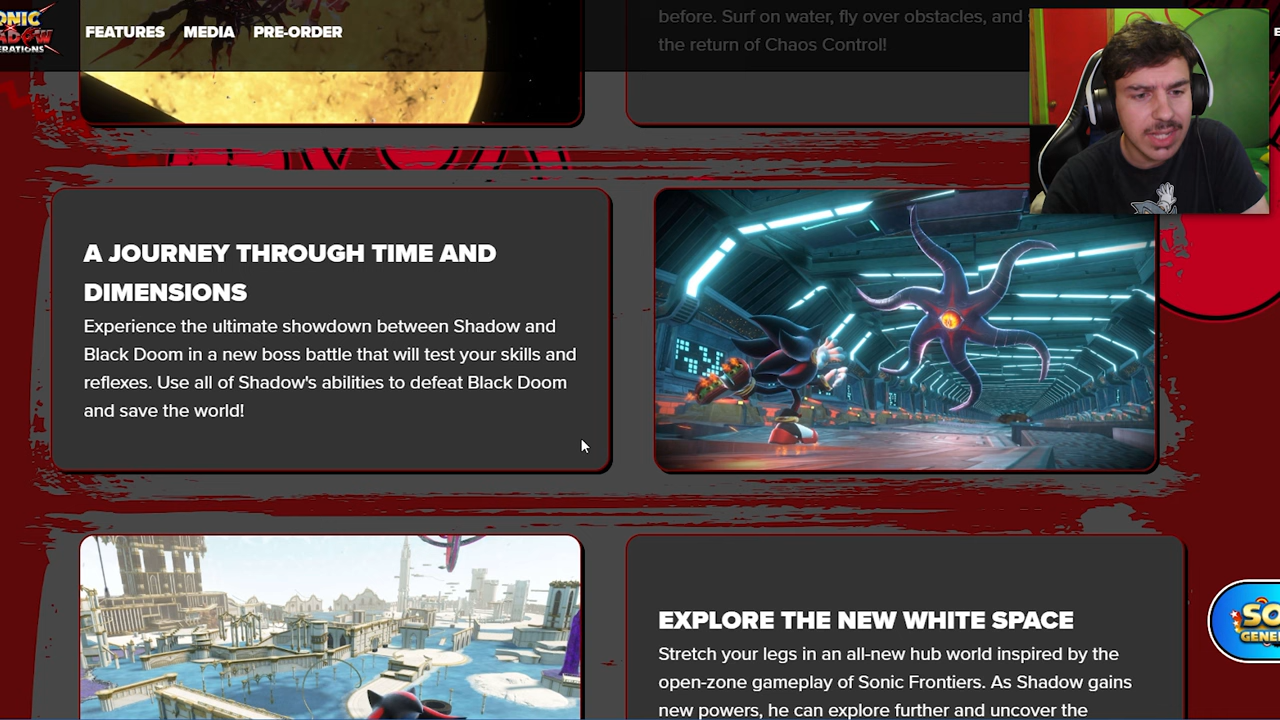 FEATURES MEDIA PRE-ORDER
before. Surf on water, fly over obstacles, and
the return of Chaos Control!
A JOURNEY THROUGH TIME AND
DIMENSIONS
Experience the ultimate showdown between Shadow and
Black Doom in a new boss battle that will test your skills and
reflexes. Use all of Shadow's abilities to defeat Black Doom
and save the world!
EXPLORE THE NEW WHITE SPACE
Stretch your legs in an all-new hub world inspired by the
open-zone gameplay of Sonic Frontiers. As Shadow gains
new powers, he can explore further and uncover the